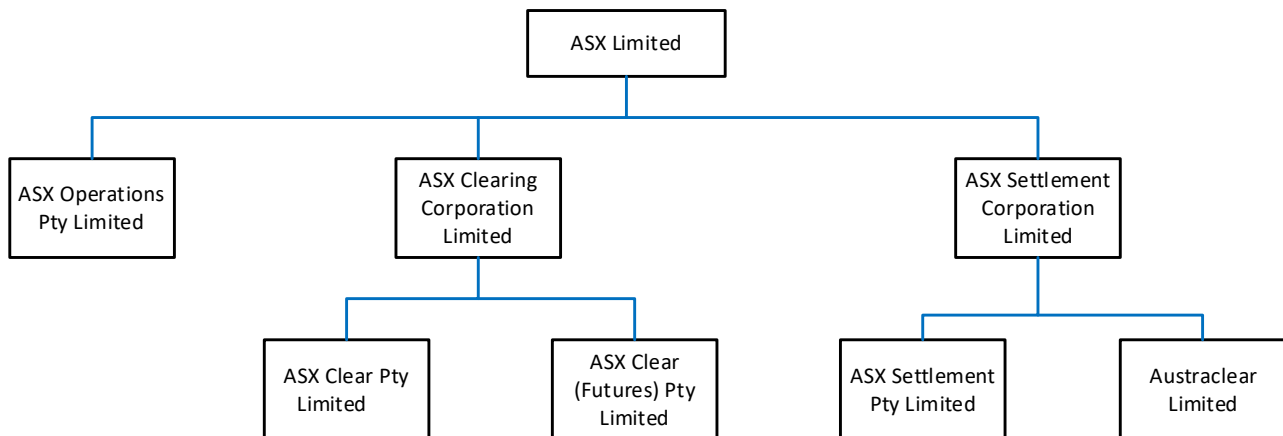 ASX Limited
ASX Operations
Pty Limited
ASX Clearing
Corporation
Limited
ASX Settlement
Corporation
Limited
ASX Clear Pty
Limited
ASX Clear
(Futures) Pty
Limited
ASX Settlement
Pty Limited
Austraclear
Limited